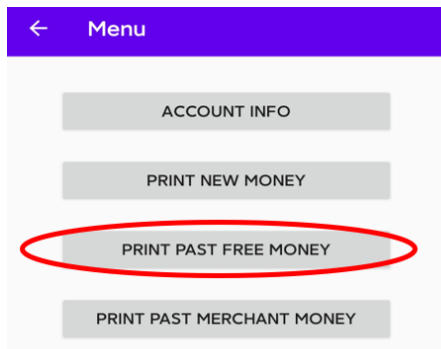 Menu
ACCOUNT INFO
PRINT NEW MONEY
PRINT PAST FREE MONEY
PRINT PAST MERCHANT MONEY